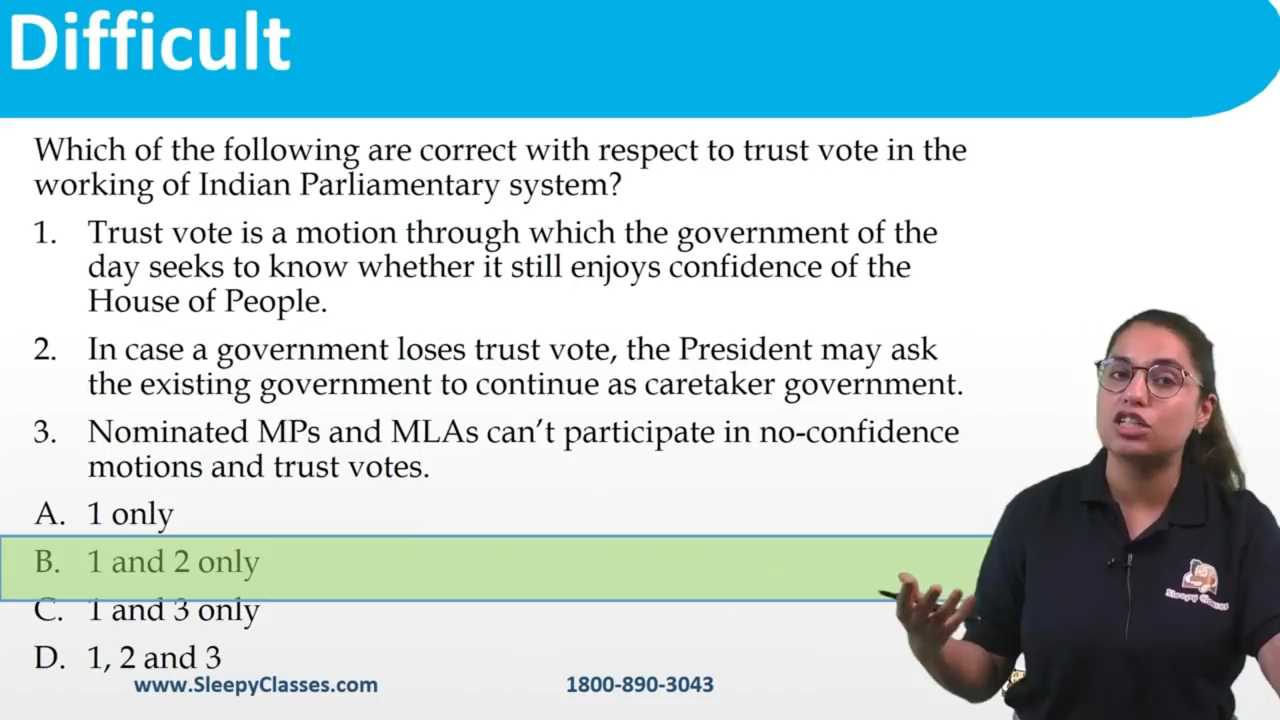 Difficult
Which of the following are correct with respect to trust vote in the
working of Indian Parliamentary system?
1. Trust vote is a motion through which the government of the
day seeks to know whether it still enjoys confidence of the
House of People.
2. In case a government loses trust vote, the President may ask
the existing government to continue as caretaker government.
3. Nominated MPs and MLAs can’t participate in no-confidence
motions and trust votes.
A. 1 only
B. 1 and 2 only
C. 1 and 3 only
D. 1, 2 and 3
www.SleepyClasses.com
1800-890-3043
Sleepy Classes